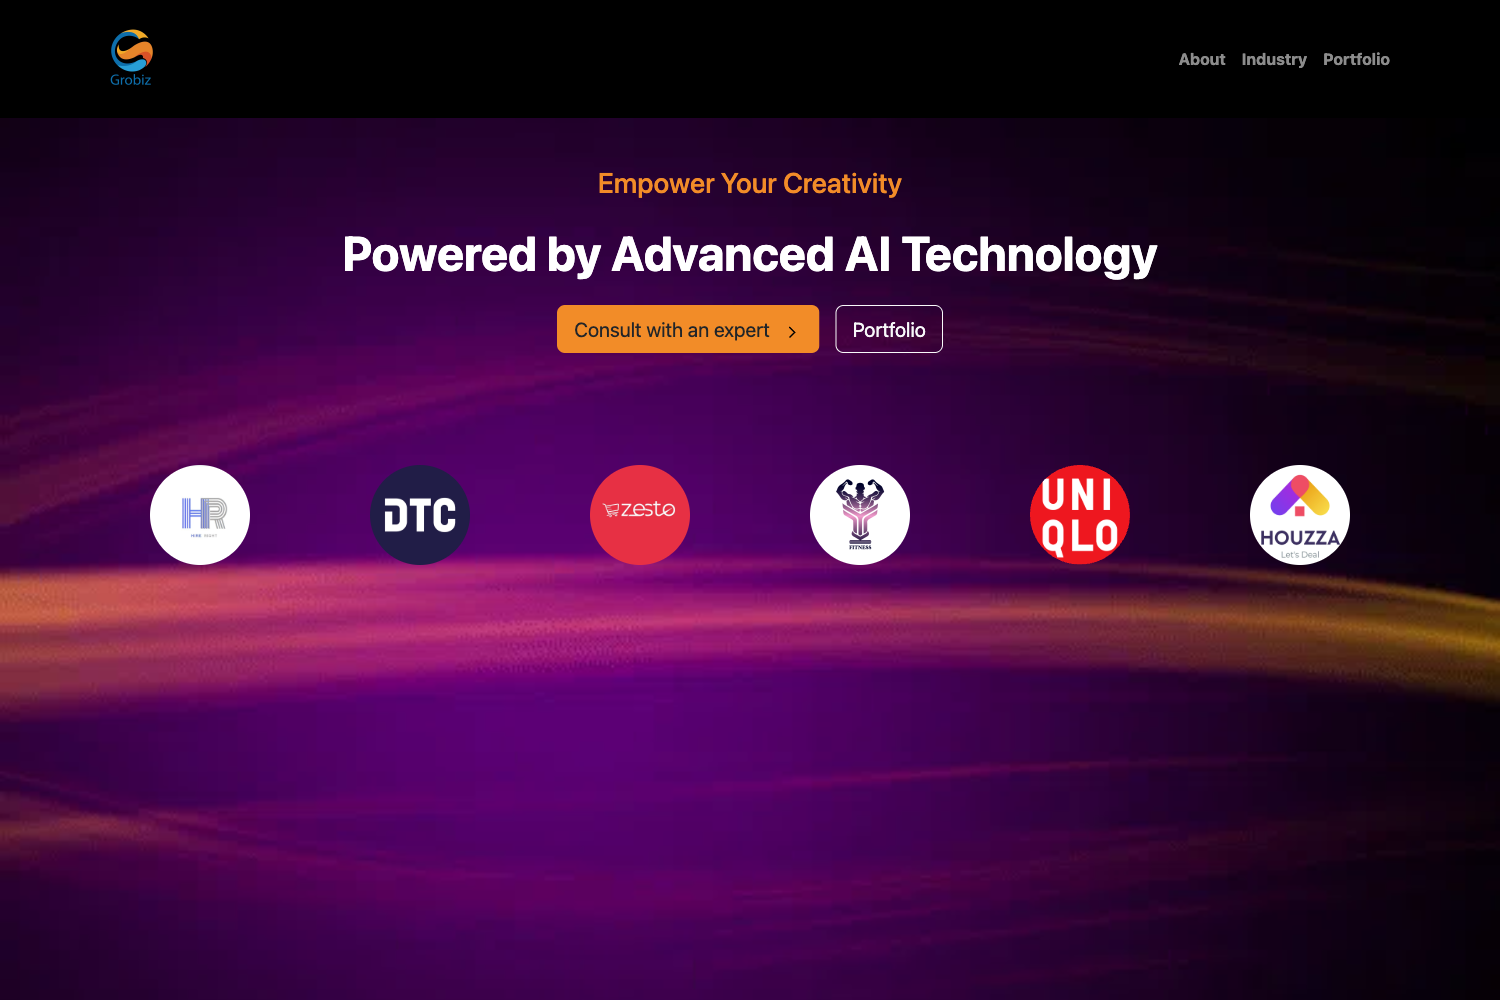 Grobiz
About Industry Portfolio
Empower Your Creativity
Powered by Advanced AI Technology
Consult with an expert
Portfolio
HR
HIRE RIGHT
DTC
zesto
FITNESS
UNI
QLO
HOUZZA
Let's Deal